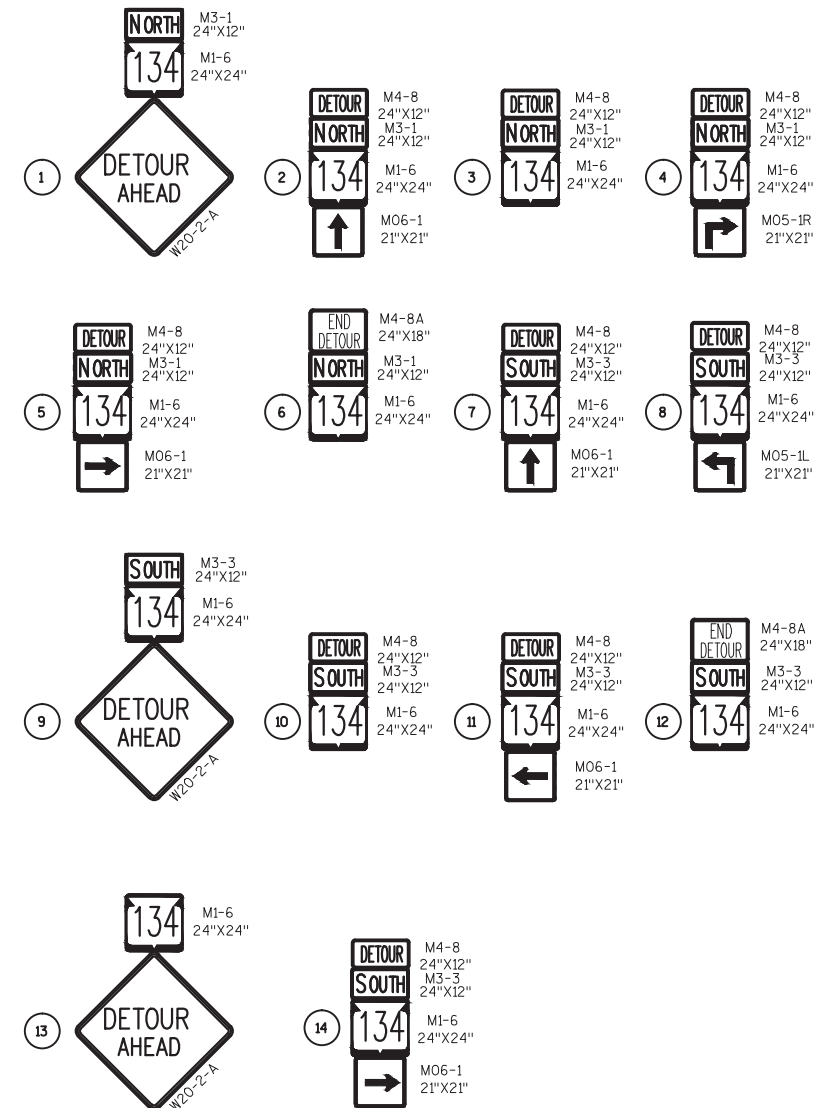 NORTH
M3-1
24"X12"
134
M1-6
24"X24"
1
DETOUR
AHEAD
W20-2-A
2
DETOUR
M4-8
24"X12"
NORTH
M3-1
24"X12"
134
M1-6
24"X24"
M06-1
21"X21"
3
DETOUR
M4-8
24"X12"
NORTH
M3-1
24"X12"
134
M1-6
24"X24"
4
DETOUR
M4-8
24"X12"
NORTH
M3-1
24"X12"
134
M1-6
24"X24"
M05-1R
21"X21"
5
DETOUR
M4-8
24"X12"
NORTH
M3-1
24"X12"
134
M1-6
24"X24"
M06-1
21"X21"
6
END
DETOUR
M4-8A
24"X18"
NORTH
M3-1
24"X12"
134
M1-6
24"X24"
7
DETOUR
M4-8
24"X12"
SOUTH
M3-3
24"X12"
134
M1-6
24"X24"
M06-1
21"X21"
8
DETOUR
M4-8
24"X12"
SOUTH
M3-3
24"X12"
134
M1-6
24"X24"
M05-1L
21"X21"
SOUTH
M3-3
24"X12"
134
M1-6
24"X24"
9
DETOUR
AHEAD
W20-2-A
10
DETOUR
M4-8
24"X12"
SOUTH
M3-3
24"X12"
134
M1-6
24"X24"
11
DETOUR
M4-8
24"X12"
SOUTH
M3-3
24"X12"
134
M1-6
24"X24"
M06-1
21"X21"
12
END
DETOUR
M4-8A
24"X18"
SOUTH
M3-3
24"X12"
134
M1-6
24"X24"
134
M1-6
24"X24"
13
DETOUR
AHEAD
W20-2-A
14
DETOUR
M4-8
24"X12"
SOUTH
M3-3
24"X12"
134
M1-6
24"X24"
M06-1
21"X21"